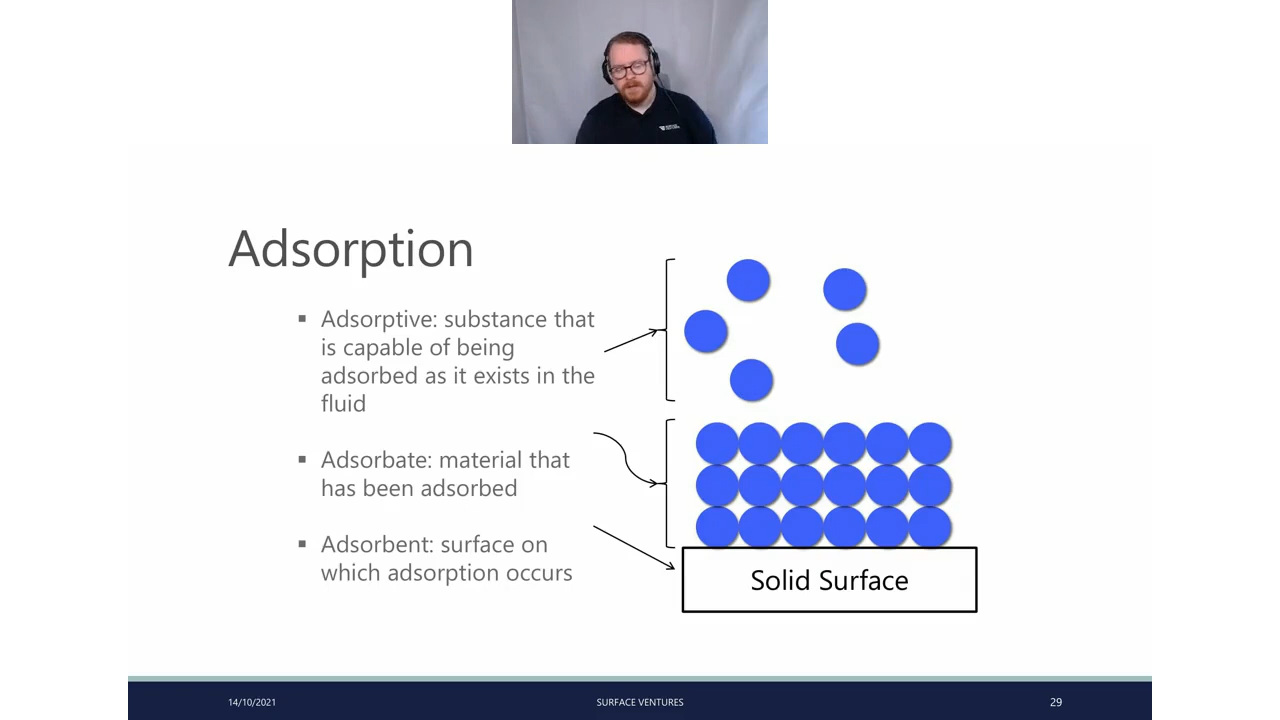 Adsorption
▪ Adsorptive: substance that
is capable of being
adsorbed as it exists in the
fluid
▪ Adsorbate: material that
has been adsorbed
▪ Adsorbent: surface on
which adsorption occurs
Solid Surface
14/10/2021
SURFACE VENTURES
29